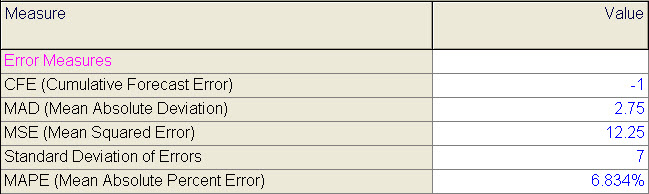 Measure Value
Error Measures
CFE (Cumulative Forecast Error) -1
MAD (Mean Absolute Deviation) 2.75
MSE (Mean Squared Error) 12.25
Standard Deviation of Errors 7
MAPE (Mean Absolute Percent Error) 6.834%